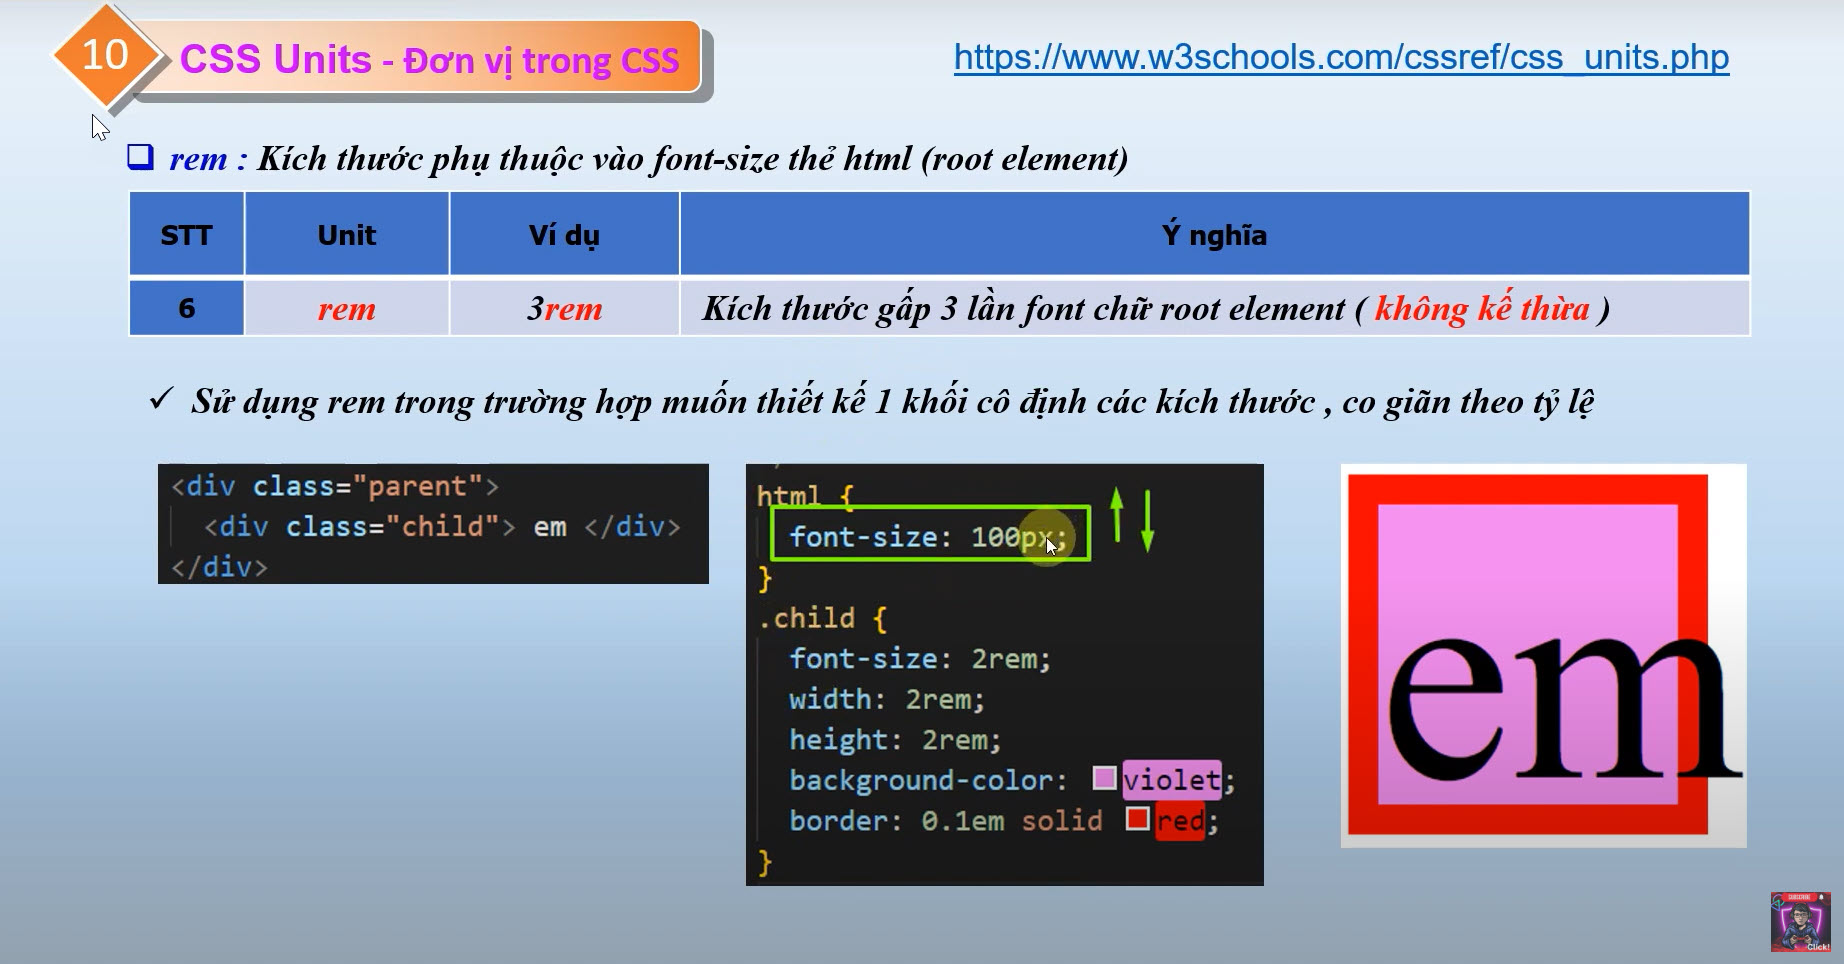 10
CSS Units - Đơn vị trong CSS
https://www.w3schools.com/cssref/css_units.php
rem : Kích thước phụ thuộc vào font-size thẻ html (root element)
STT Unit Ví dụ Ý nghĩa
6 rem 3rem Kích thước gấp 3 lần font chữ root element ( không kế thừa )
Sử dụng rem trong trường hợp muốn thiết kế 1 khối cô định các kích thước , co giãn theo tỷ lệ
<div class="parent">
<div class="child"> em </div>
</div>
html {
font-size: 100px;
}
.child {
font-size: 2rem;
width: 2rem;
height: 2rem;
background-color: violet;
border: 0.1em solid red;
}
em
SUBSCRIBE
Click!